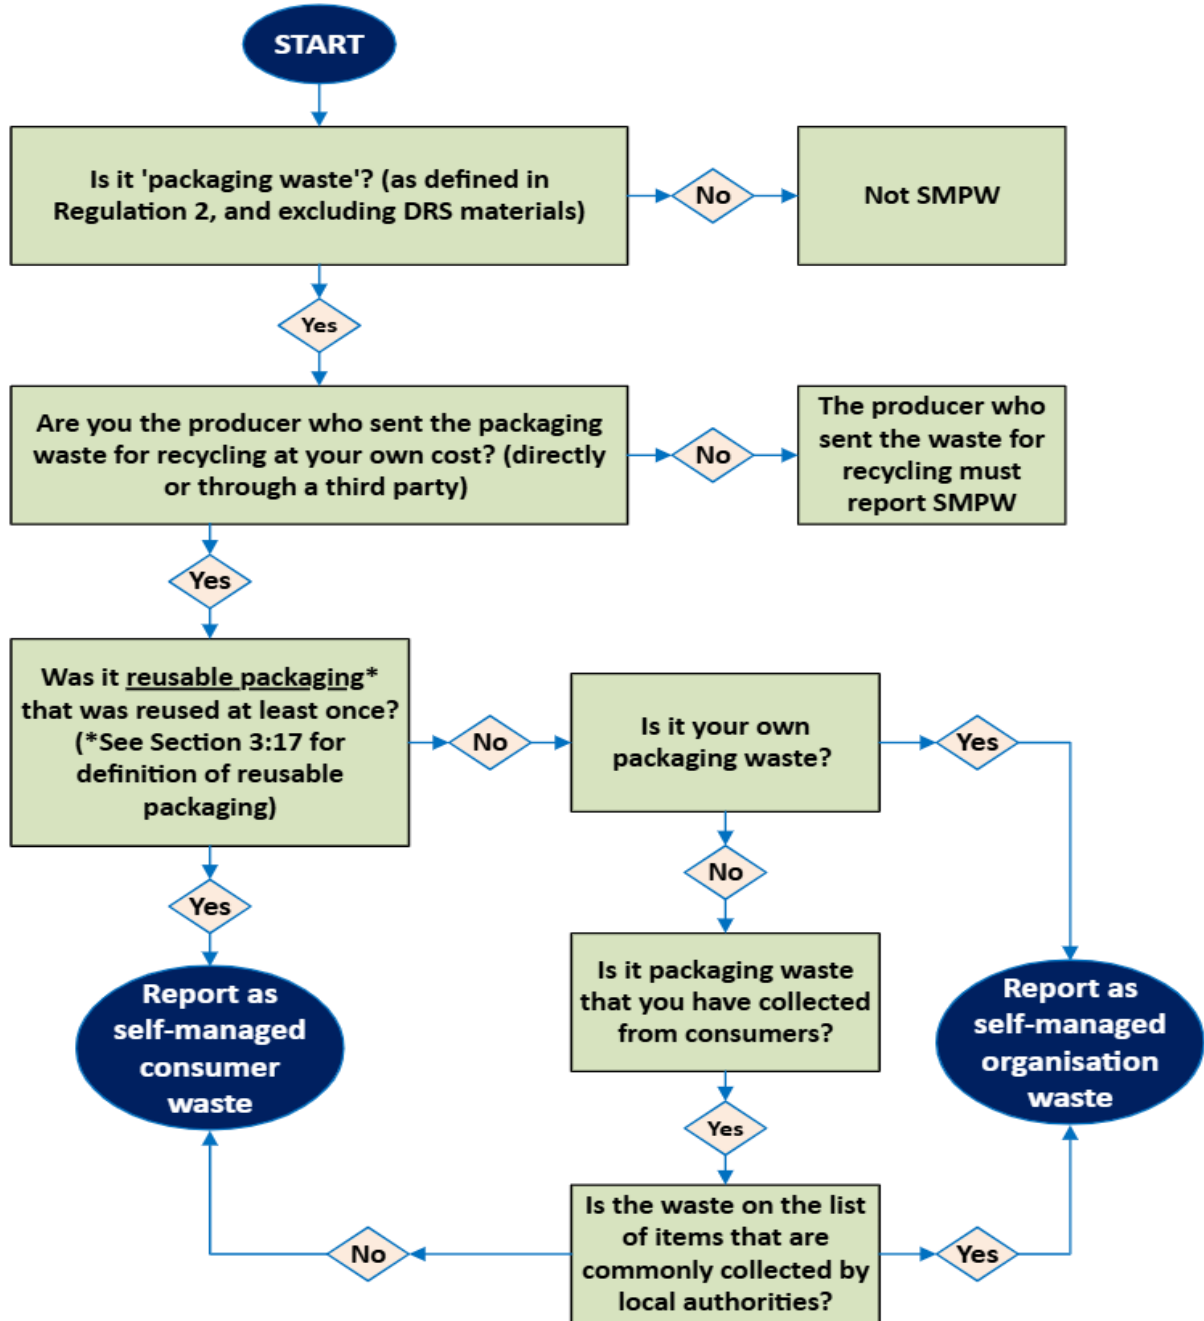 START
Is it 'packaging waste'? (as defined in
Regulation 2, and excluding DRS materials)
No
Not SMPW
Yes
Are you the producer who sent the packaging
waste for recycling at your own cost? (directly
or through a third party)
No
The producer who
sent the waste for
recycling must
report SMPW
Yes
Was it reusable packaging*
that was reused at least once?
(*See Section 3:17 for
definition of reusable
packaging)
No
Is it your own
packaging waste?
Yes
No
Yes
Report as
self-managed
consumer
waste
Is it packaging waste
that you have collected
from consumers?
Report as
self-managed
organisation
waste
Yes
Is the waste on the list
of items that are
commonly collected by
local authorities?
No
Yes